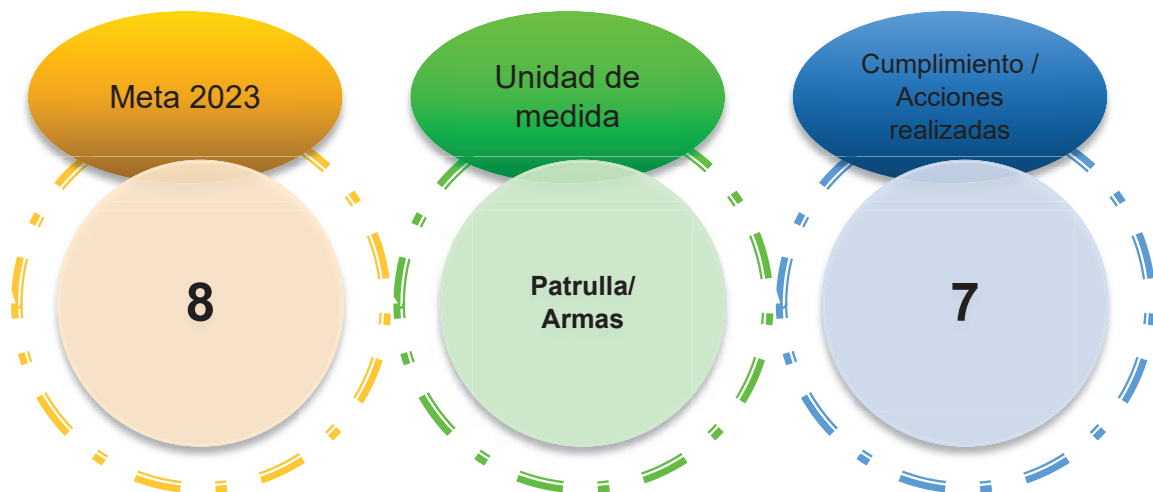 Meta 2023
Unidad de
medida
Cumplimiento /
Acciones
realizadas
8
Patrulla/
Armas
7